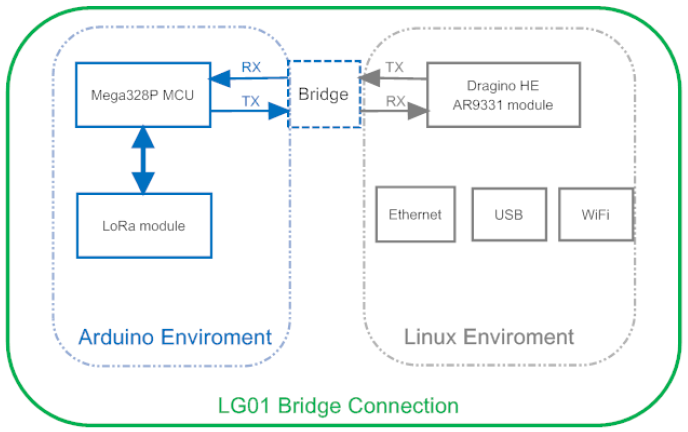 RX
TX
Mega328P MCU
Bridge
Dragino HE
AR9331 module
TX
RX
LoRa module
Ethernet
USB
WiFi
Arduino Enviroment
Linux Enviroment
LG01 Bridge Connection